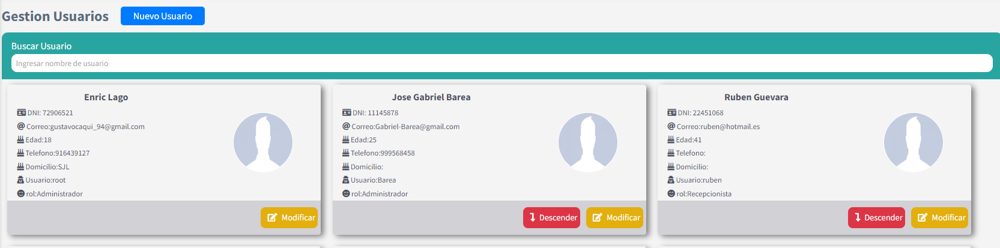 Gestion Usuarios
Nuevo Usuario
Buscar Usuario
Ingresar nombre de usuario
Enric Lago
DNI: 72906521
Correo:gustavocaqui_94@gmail.com
Edad:18
Telefono:916439127
Domicilio:SJL
Usuario:root
rol:Administrador
Modificar
Jose Gabriel Barea
DNI: 11145878
Correo:Gabriel-Barea@gmail.com
Edad:25
Telefono:999568458
Domicilio:
Usuario:Barea
rol:Administrador
Descender
Modificar
Ruben Guevara
DNI: 22451068
Correo:ruben@hotmail.es
Edad:41
Telefono:
Domicilio:
Usuario:ruben
rol:Recepcionista
Descender
Modificar